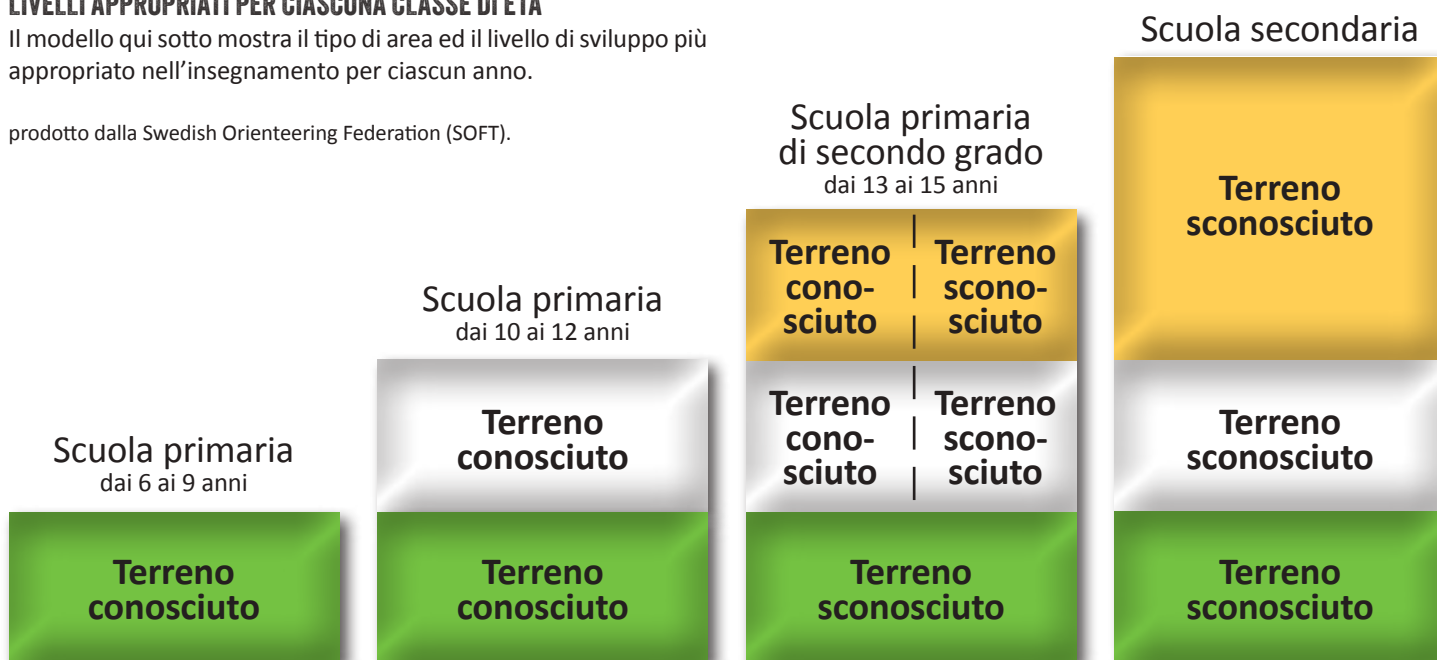 LIVELLI APPROPRIATI PER CIASCUNA CLASSE DI ETÀ
Il modello qui sotto mostra il tipo di area ed il livello di sviluppo più
appropriato nell'insegnamento per ciascun anno.
prodotto dalla Swedish Orienteering Federation (SOFT).
Scuola primaria
dai 6 ai 9 anni
Terreno
conosciuto
Scuola primaria
dai 10 ai 12 anni
Terreno
conosciuto
Terreno
conosciuto
Scuola primaria
di secondo grado
dai 13 ai 15 anni
Terreno
cono-
sciuto
Terreno
scono-
sciuto
Terreno
cono-
sciuto
Terreno
scono-
sciuto
Terreno
sconosciuto
Scuola secondaria
Terreno
sconosciuto
Terreno
sconosciuto
Terreno
sconosciuto